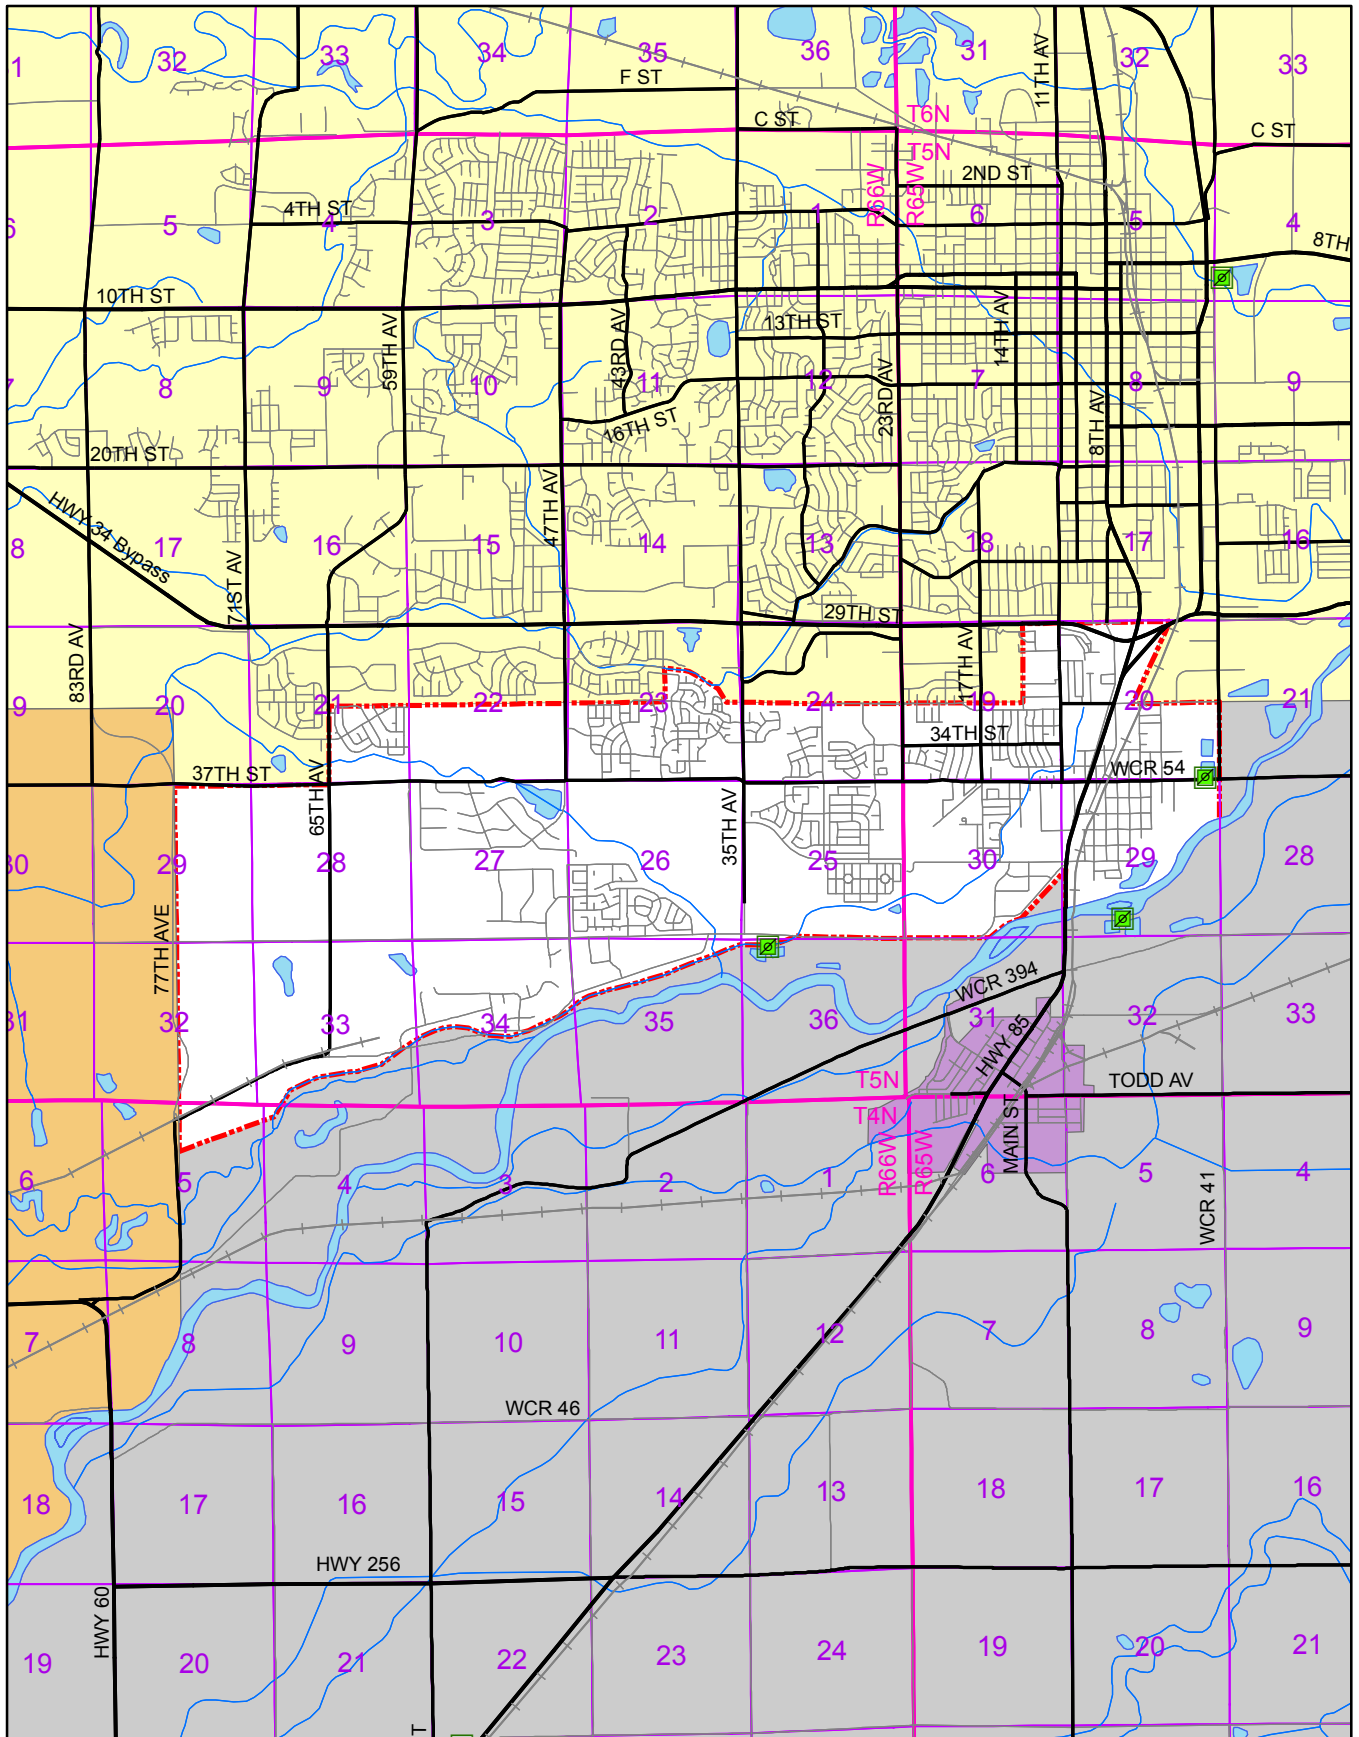 32
33
34
35
36
31
11TH AV
32
33
1
F ST
T6N
C ST
C ST
T5N
2ND ST
R66W
R65W
4TH ST
6
5
4
3
2
1
6
5
4
8TH
10TH ST
13TH ST
14TH AV
59TH AV
43RD AV
23RD AV
8TH AV
7
8
9
10
11
12
7
8
9
16TH ST
20TH ST
47TH AV
HWY 34 Bypass
8
17
16
15
14
13
18
17
16
71ST AV
29TH ST
83RD AV
17TH AV
9
20
21
22
23
24
19
20
21
34TH ST
37TH ST
WCR 54
65TH AV
35TH AV
30
29
28
27
26
25
30
29
28
77TH AVE
WCR 394
31
32
33
34
35
36
31
32
33
HWY 85
T5N
TODD AV
T4N
MAIN ST
R66W
R65W
6
5
4
3
2
1
6
5
4
WCR 41
7
8
9
10
11
12
7
8
9
WCR 46
18
17
16
15
14
13
18
17
16
HWY 256
HWY 60
19
20
21
22
23
24
19
20
21
T